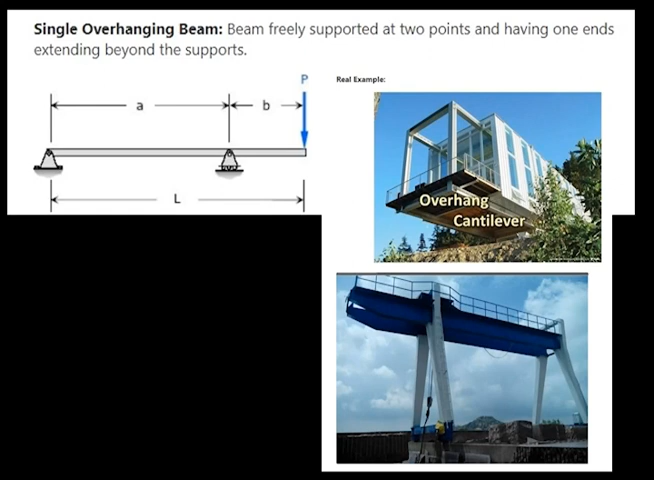 Single Overhanging Beam: Beam freely supported at two points and having one ends
extending beyond the supports.
P
Real Example:
a
b
L
Overhang
Cantilever